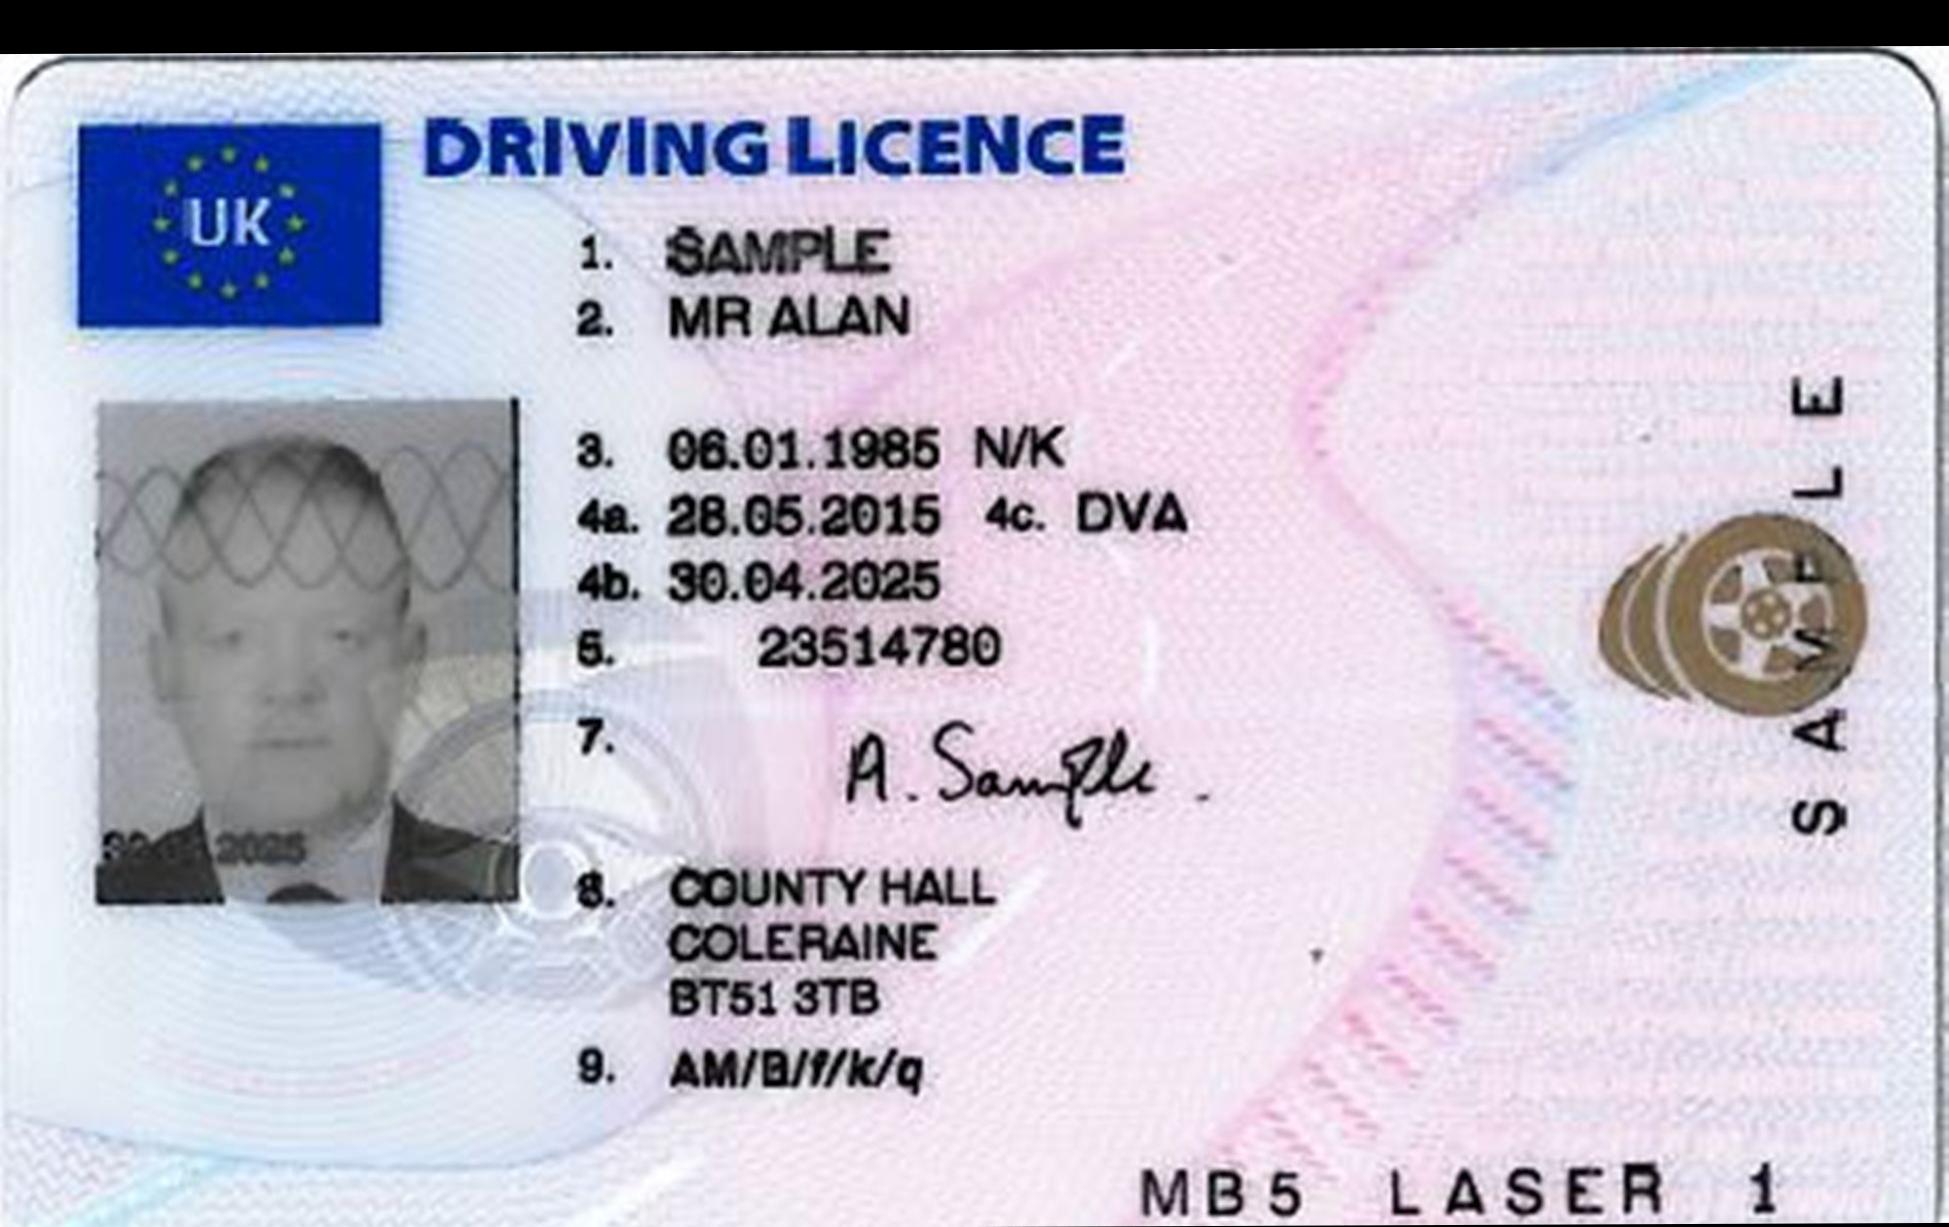 DRIVING LICENCE
UK
1. SAMPLE
2. MR ALAN
3. 06.01.1985 N/K
4a. 28.05.2015 4c. DVA
4b. 30.04.2025
5. 23514780
7. A. Sample.
8. COUNTY HALL
COLERAINE
BT51 3TB
9. AM/B/f/k/q
2025
SAMPLE
MB5 LASER 1